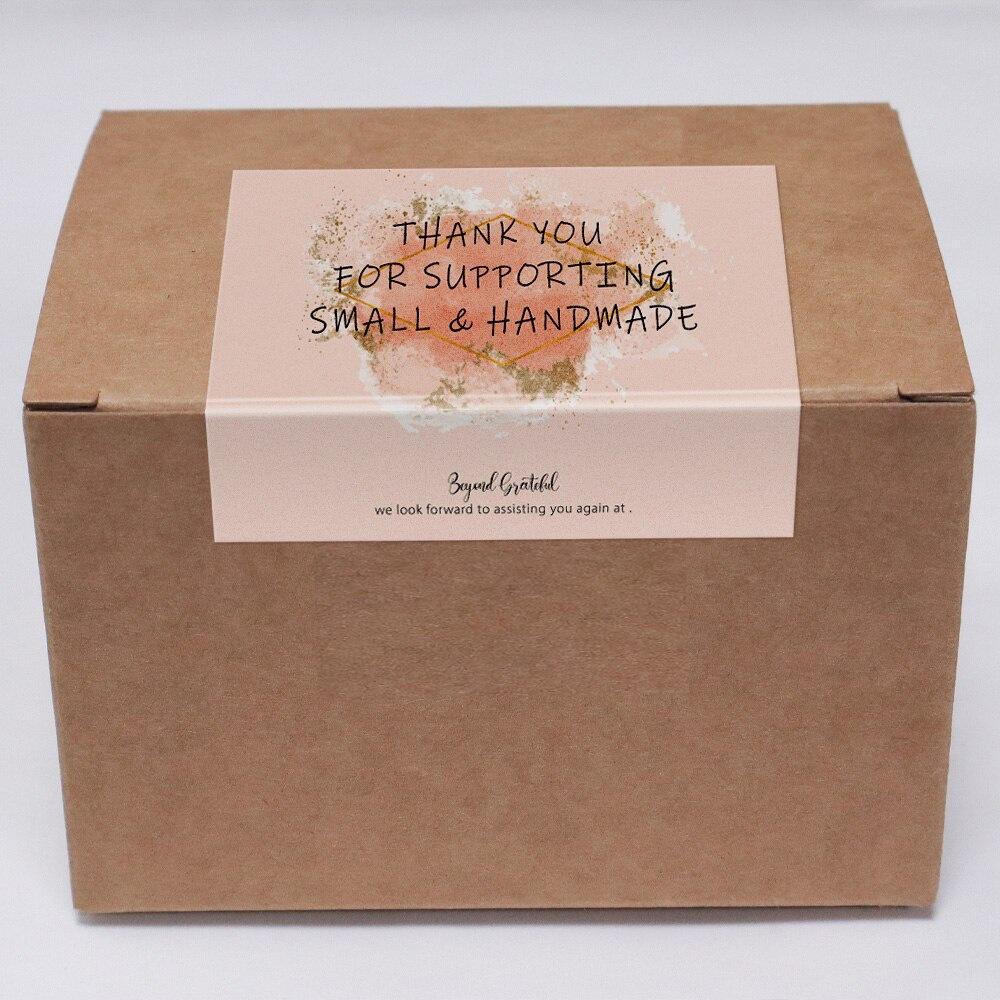 THANK YOU
FOR SUPPORTING
SMALL & HANDMADE
Beyond Grateful
we look forward to assisting you again at .